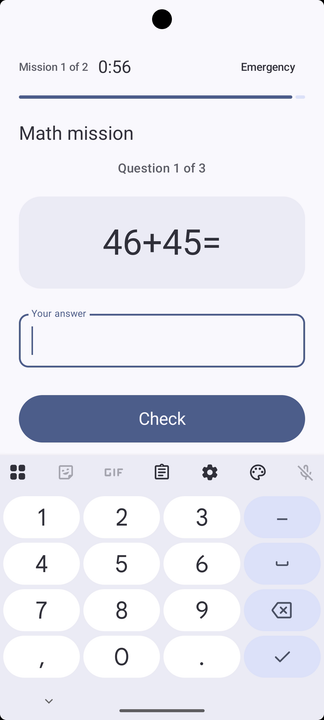 Mission 1 of 2 0:56 Emergency
Math mission
Question 1 of 3
46+45=
Your answer
Check
GIF
1 2 3 –
4 5 6
7 8 9
, 0 .